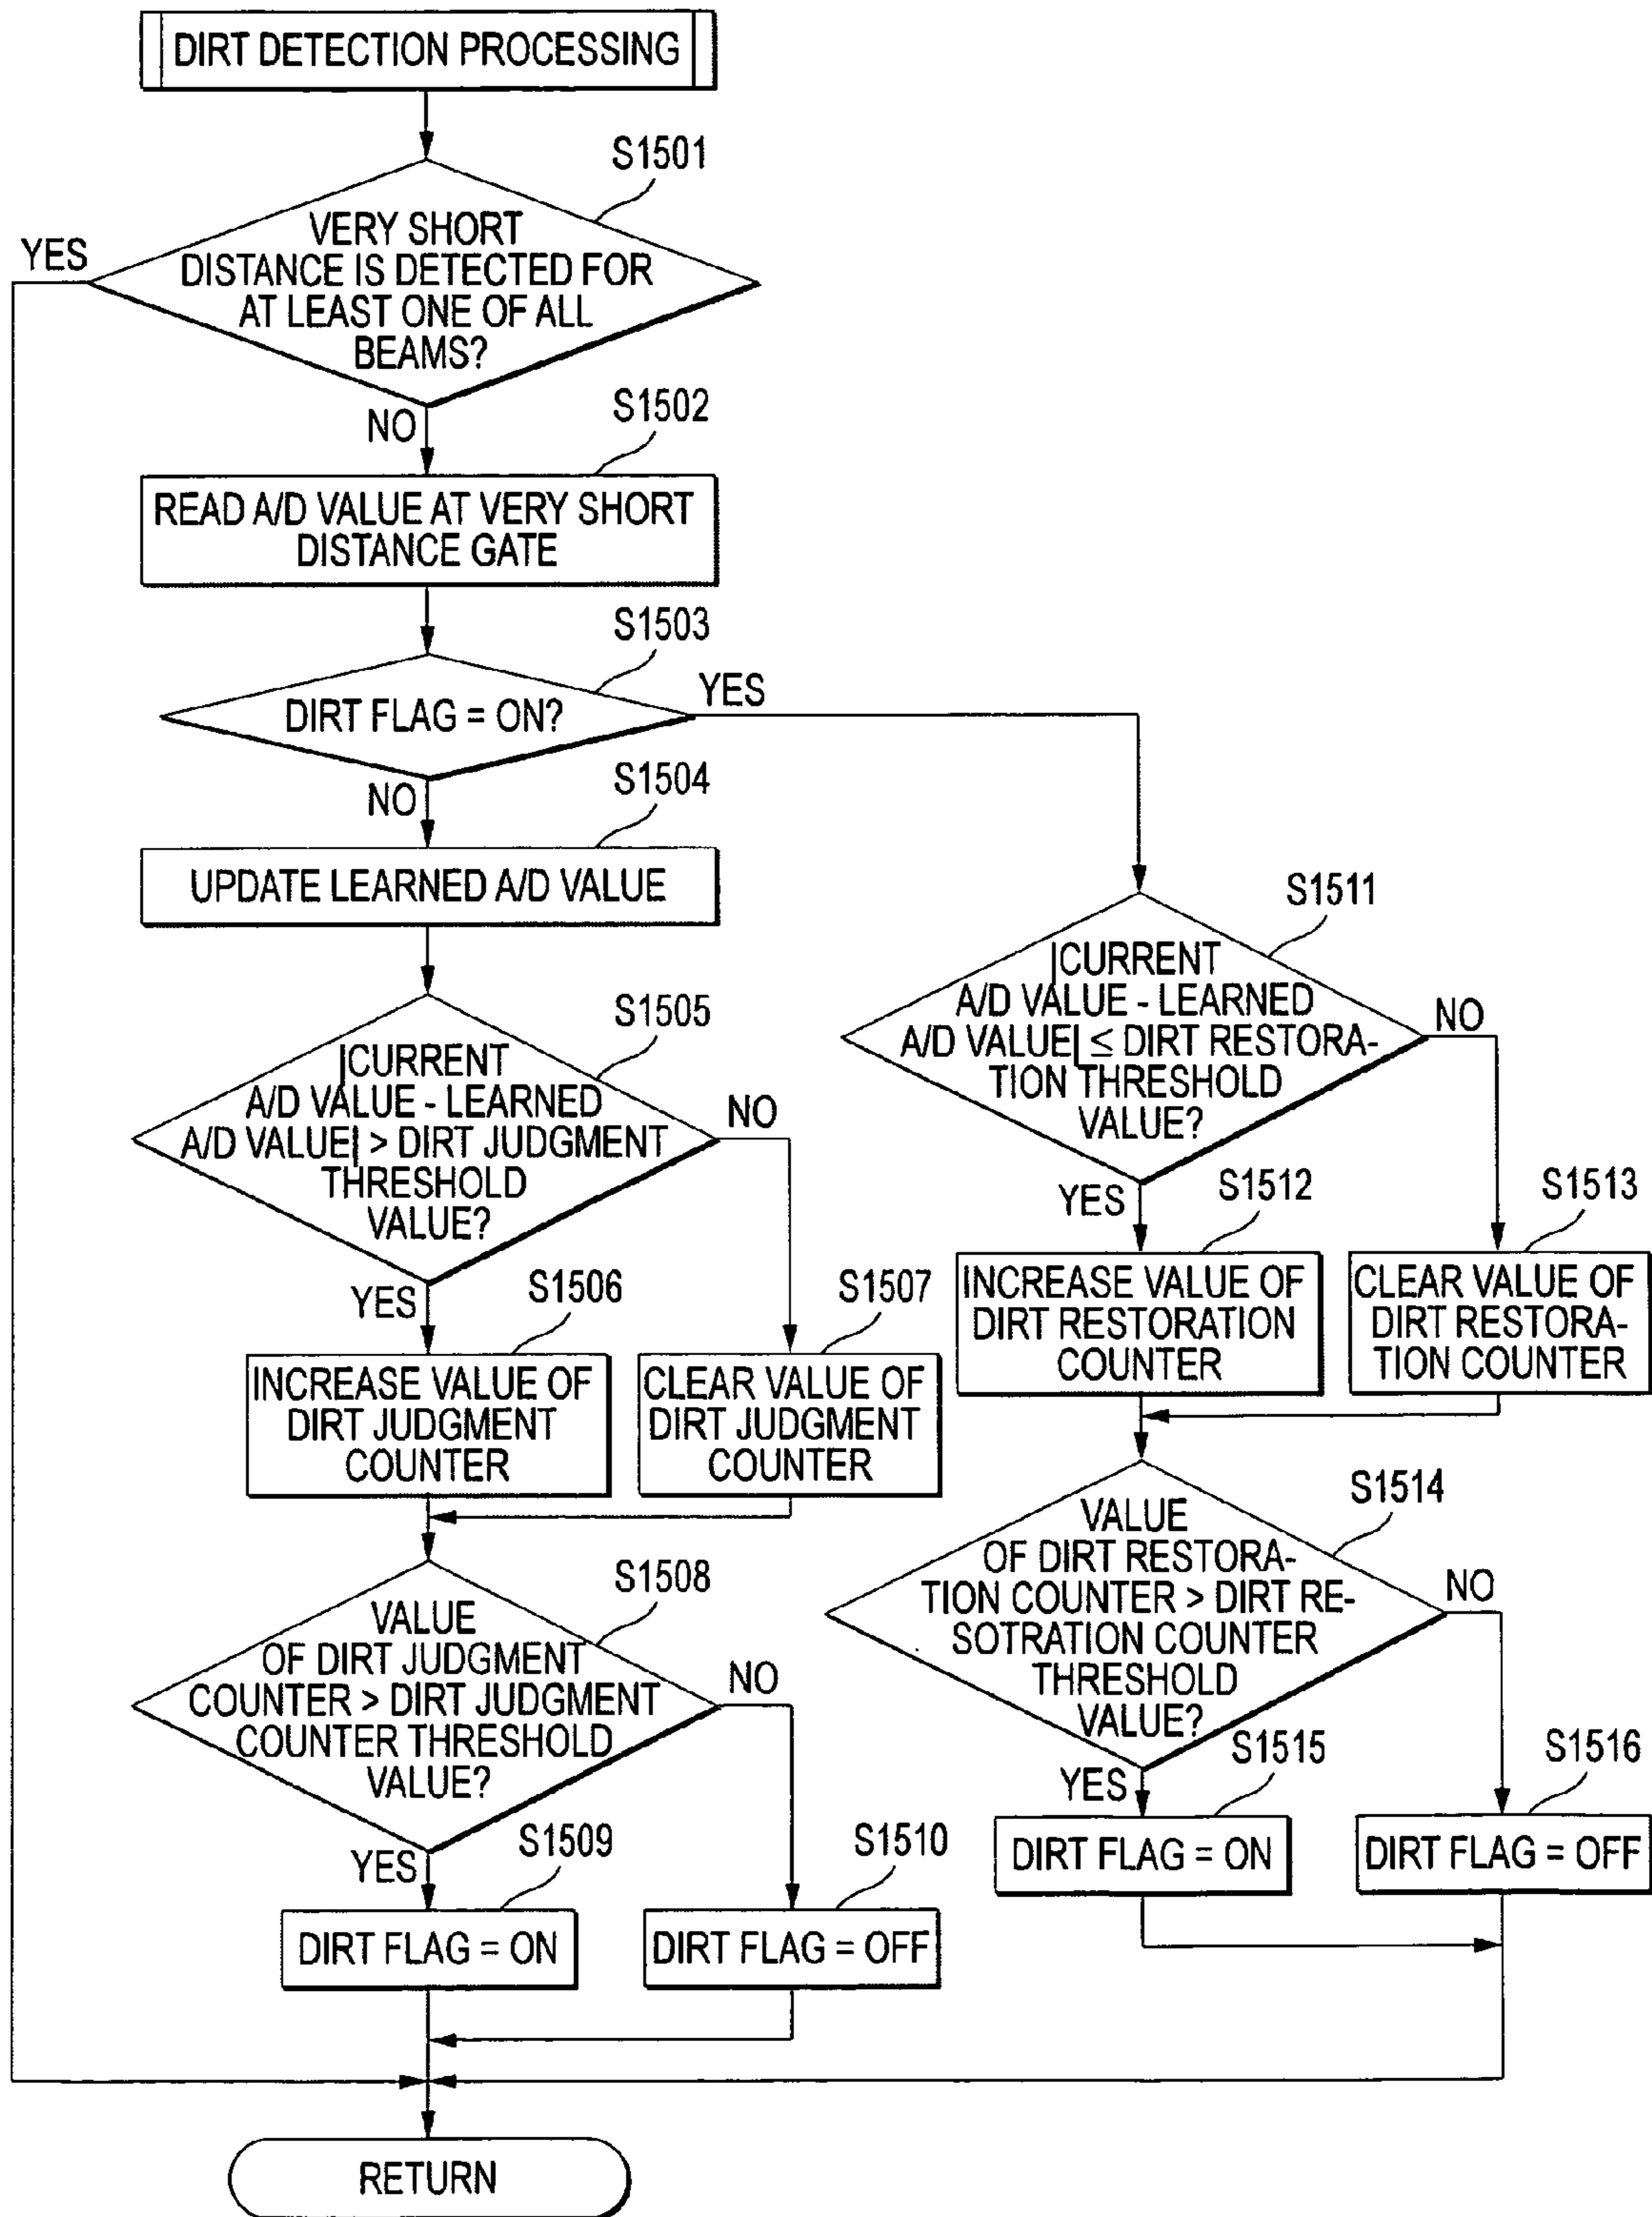 DIRT DETECTION PROCESSING
S1501
VERY SHORT
DISTANCE IS DETECTED FOR
AT LEAST ONE OF ALL
BEAMS?
YES
NO
S1502
READ A/D VALUE AT VERY SHORT
DISTANCE GATE
S1503
DIRT FLAG = ON?
YES
NO
S1504
UPDATE LEARNED A/D VALUE
S1505
|CURRENT
A/D VALUE - LEARNED
A/D VALUE| > DIRT JUDGMENT
THRESHOLD
VALUE?
NO
YES
S1506
INCREASE VALUE OF
DIRT JUDGMENT
COUNTER
S1507
CLEAR VALUE OF
DIRT JUDGMENT
COUNTER
S1508
VALUE
OF DIRT JUDGMENT
COUNTER > DIRT JUDGMENT
COUNTER THRESHOLD
VALUE?
NO
YES
S1509
DIRT FLAG = ON
S1510
DIRT FLAG = OFF
S1511
|CURRENT
A/D VALUE - LEARNED
A/D VALUE| ≤ DIRT RESTORA-
TION THRESHOLD
VALUE?
NO
YES
S1512
INCREASE VALUE OF
DIRT RESTORATION
COUNTER
S1513
CLEAR VALUE OF
DIRT RESTORA-
TION COUNTER
S1514
VALUE
OF DIRT RESTORA-
TION COUNTER > DIRT RE-
SOTRATION COUNTER
THRESHOLD
VALUE?
NO
YES
S1515
DIRT FLAG = ON
S1516
DIRT FLAG = OFF
RETURN